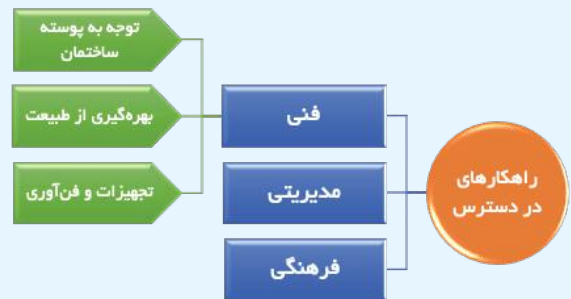 راهکارهای
در دسترس
فنی
مدیریتی
فرهنگی
توجه به پوسته
ساختمان
بهره‌گیری از طبیعت
تجهیزات و فن‌آوری